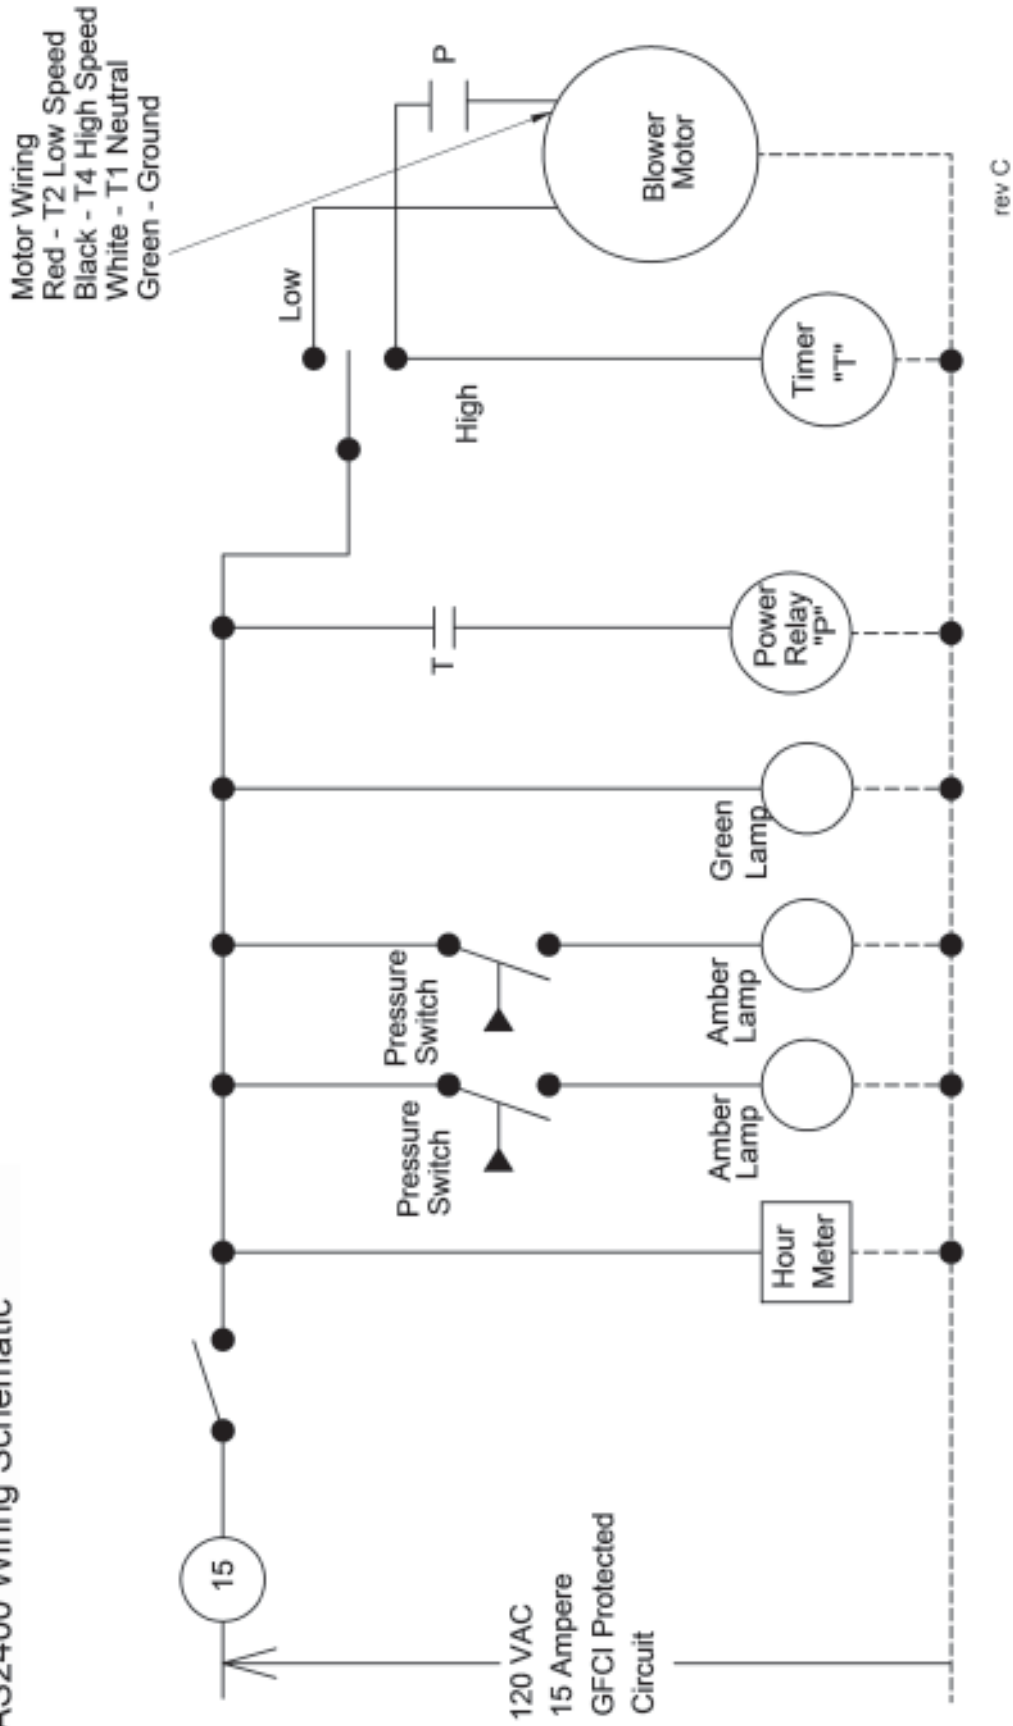 AS2400 Wiring Schematic
Motor Wiring
Red - T2 Low Speed
Black - T4 High Speed
White - T1 Neutral
Green - Ground
15
120 VAC
15 Ampere
GFCI Protected
Circuit
Hour
Meter
Pressure
Switch
Amber
Lamp
Pressure
Switch
Amber
Lamp
Green
Lamp
T
Power
Relay
"P"
Low
High
Timer
"T"
P
Blower
Motor
rev C